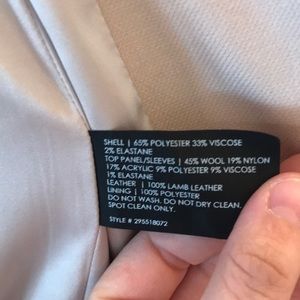 SHELL | 65% POLYESTER 33% VISCOSE
2% ELASTANE
TOP PANEL/SLEEVES | 45% WOOL 19% NYLON
17% ACRYLIC 9% POLYESTER 9% VISCOSE
1% ELASTANE
LEATHER | 100% LAMB LEATHER
LINING | 100% POLYESTER
DO NOT WASH. DO NOT DRY CLEAN.
SPOT CLEAN ONLY.
STYLE # 295518072